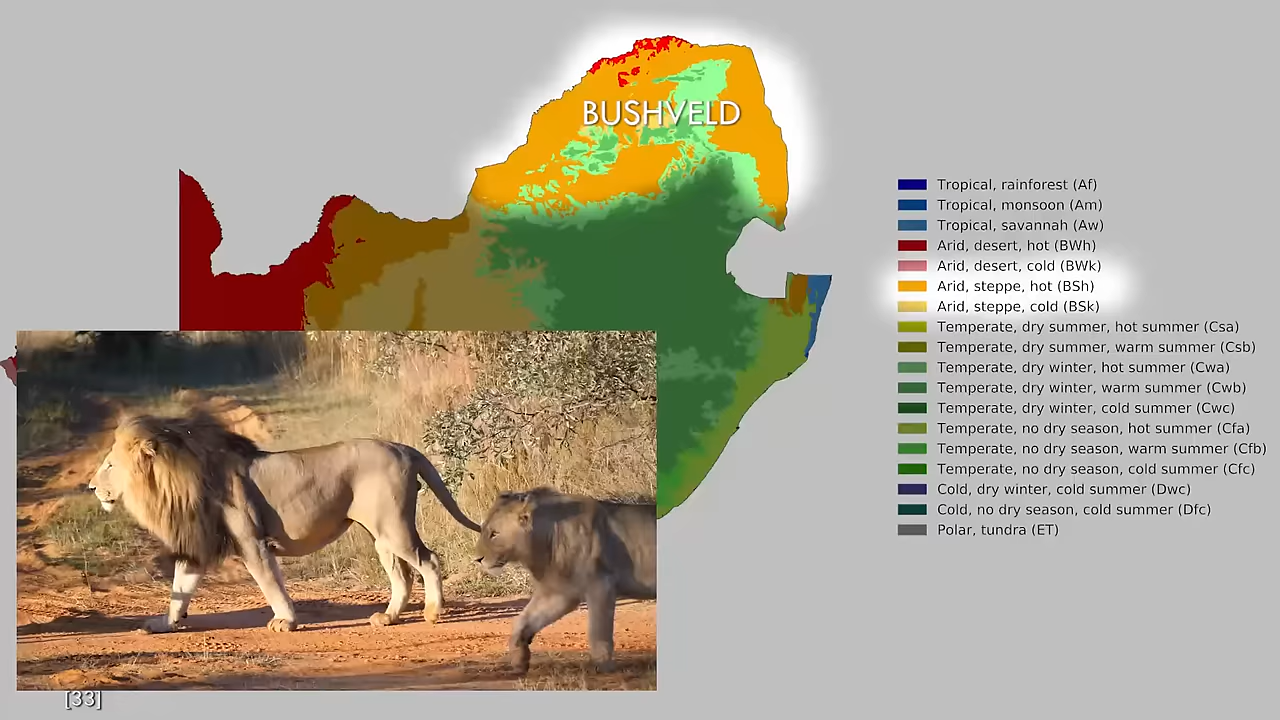 BUSHVELD
Tropical, rainforest (Af)
Tropical, monsoon (Am)
Tropical, savannah (Aw)
Arid, desert, hot (BWh)
Arid, desert, cold (BWk)
Arid, steppe, hot (BSh)
Arid, steppe, cold (BSk)
Temperate, dry summer, hot summer (Csa)
Temperate, dry summer, warm summer (Csb)
Temperate, dry winter, hot summer (Cwa)
Temperate, dry winter, warm summer (Cwb)
Temperate, dry winter, cold summer (Cwc)
Temperate, no dry season, hot summer (Cfa)
Temperate, no dry season, warm summer (Cfb)
Temperate, no dry season, cold summer (Cfc)
Cold, dry winter, cold summer (Dwc)
Cold, no dry season, cold summer (Dfc)
Polar, tundra (ET)
[33]